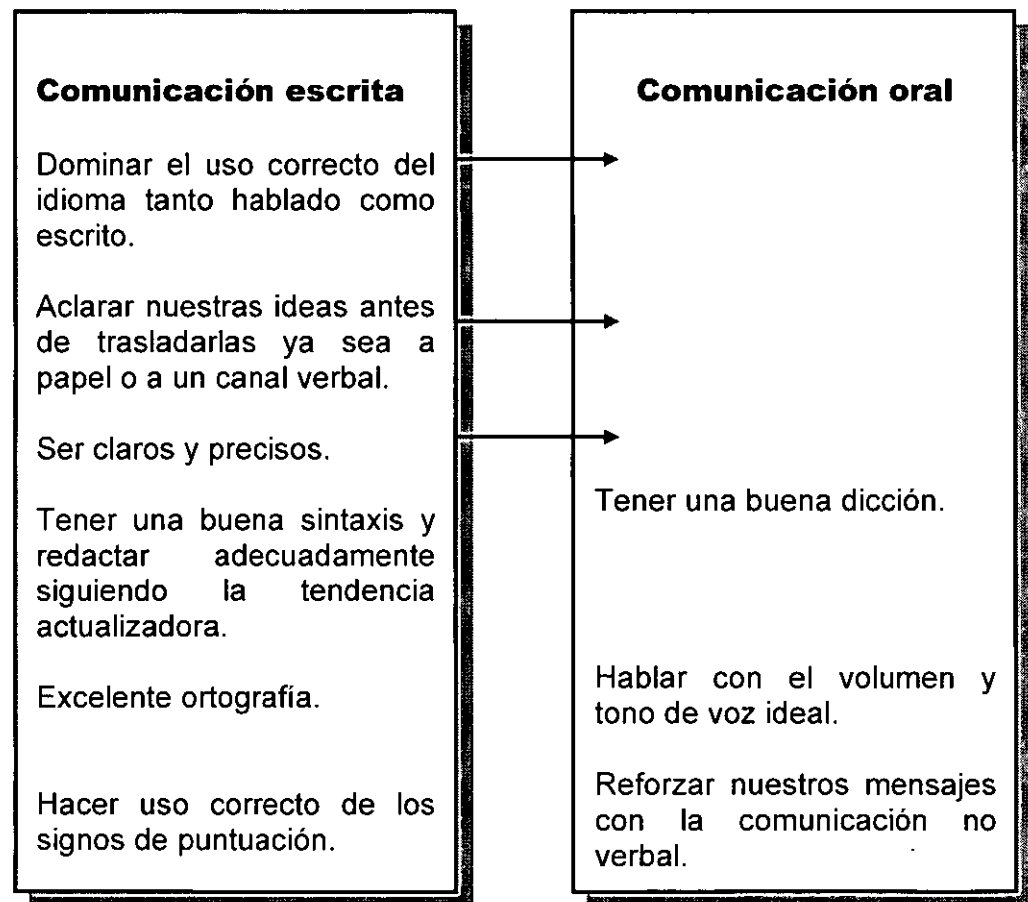 Comunicación escrita
Dominar el uso correcto del
idioma tanto hablado como
escrito.
Aclarar nuestras ideas antes
de trasladarlas ya sea a
papel o a un canal verbal.
Ser claros y precisos.
Tener una buena sintaxis y
redactar adecuadamente
siguiendo la tendencia
actualizadora.
Excelente ortografía.
Hacer uso correcto de los
signos de puntuación.
Comunicación oral
Tener una buena dicción.
Hablar con el volumen y
tono de voz ideal.
Reforzar nuestros mensajes
con la comunicación no
verbal.